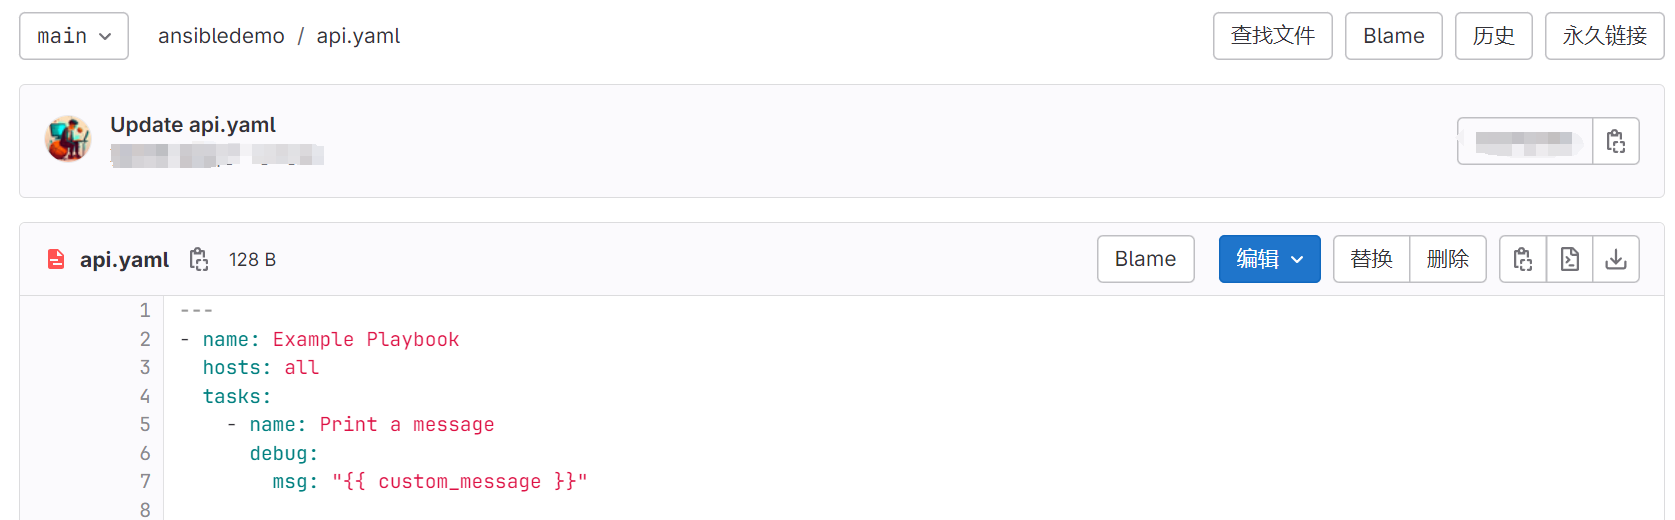 main ansibledemo / api.yaml 查找文件 Blame 历史 永久链接
Update api.yaml
api.yaml 128 B Blame 编辑 替换 删除
1 ---
2 - name: Example Playbook
3   hosts: all
4   tasks:
5     - name: Print a message
6       debug:
7         msg: "{{ custom_message }}"
8